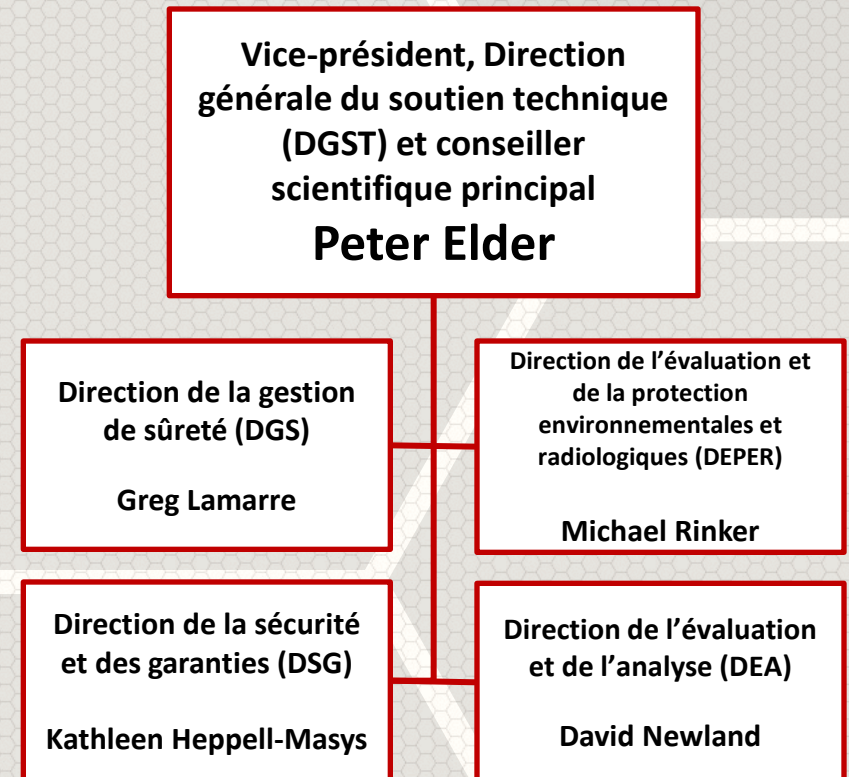 Vice-président, Direction
générale du soutien technique
(DGST) et conseiller
scientifique principal
Peter Elder
Direction de la gestion
de sûreté (DGS)
Greg Lamarre
Direction de l’évaluation et
de la protection
environnementales et
radiologiques (DEPER)
Michael Rinker
Direction de la sécurité
et des garanties (DSG)
Kathleen Heppell-Masys
Direction de l’évaluation
et de l’analyse (DEA)
David Newland